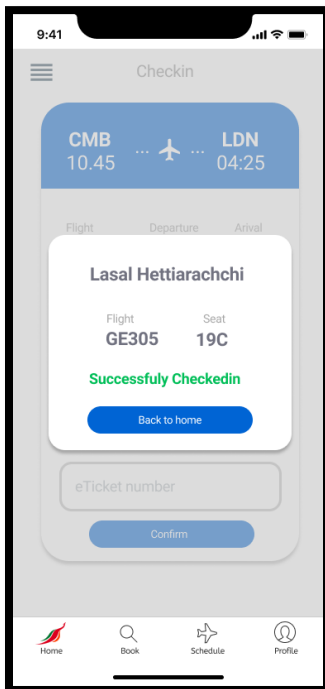 9:41
Checkin
CMB LDN
10.45 ... ... 04:25
Flight Departure Arival
Lasal Hettiarachchi
Flight Seat
GE305 19C
Successfuly Checkedin
Back to home
eTicket number
Confirm
Home Book Schedule Profile